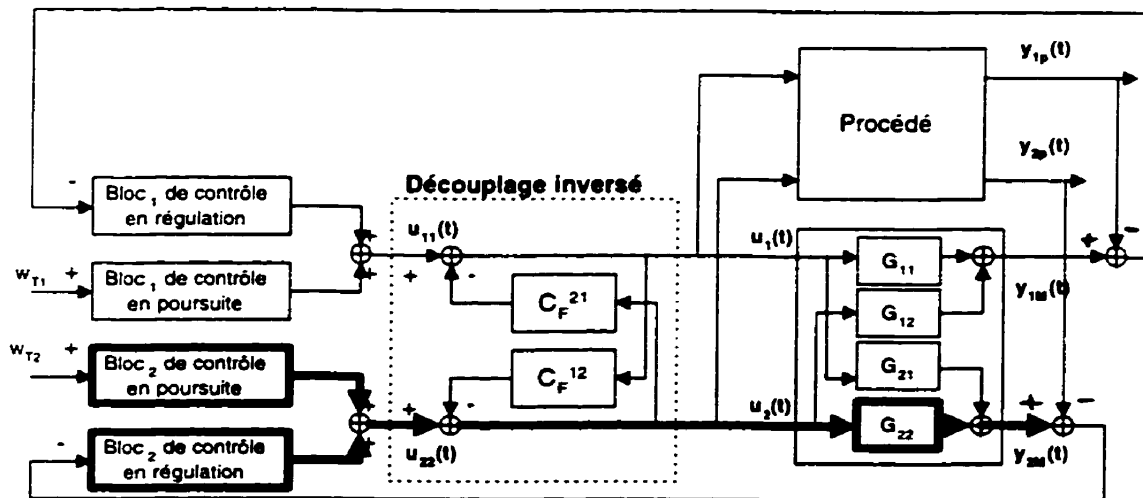 y1p(t)
Procédé
y2p(t)
Découplage inversé
-
Bloc 1 de contrôle
en régulation
+
+
u11(t)
+
-
u1(t)
G11
+
-
wT1
+
Bloc 1 de contrôle
en poursuite
CF21
G12
y1M(t)
wT2
+
Bloc 2 de contrôle
en poursuite
CF12
G21
+
+
+
-
u2(t)
G22
+
-
-
Bloc 2 de contrôle
en régulation
u22(t)
y2M(t)